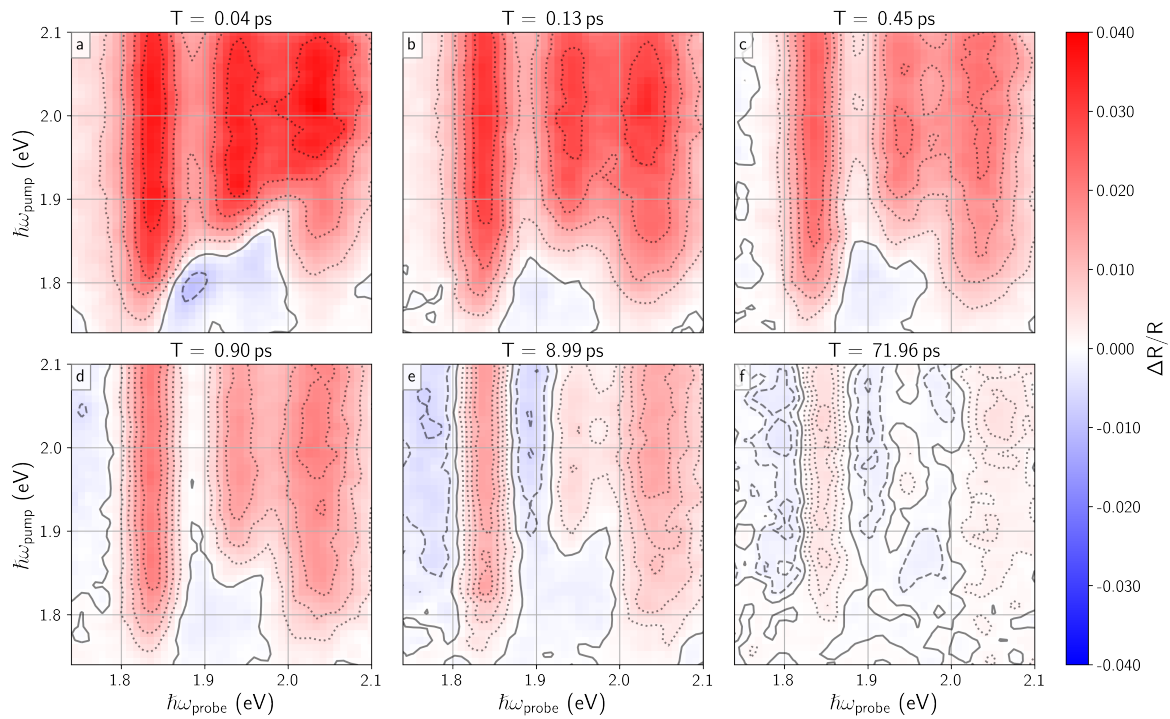 T = 0.04 ps
T = 0.13 ps
T = 0.45 ps
a
b
c
2.1
2.0
1.9
1.8
ℏω_pump (eV)
T = 0.90 ps
T = 8.99 ps
T = 71.96 ps
d
e
f
2.1
2.0
1.9
1.8
ℏω_pump (eV)
1.8 1.9 2.0 2.1
1.8 1.9 2.0 2.1
1.8 1.9 2.0 2.1
ℏω_probe (eV)
ℏω_probe (eV)
ℏω_probe (eV)
0.040
0.030
0.020
0.010
0.000
-0.010
-0.020
-0.030
-0.040
ΔR/R